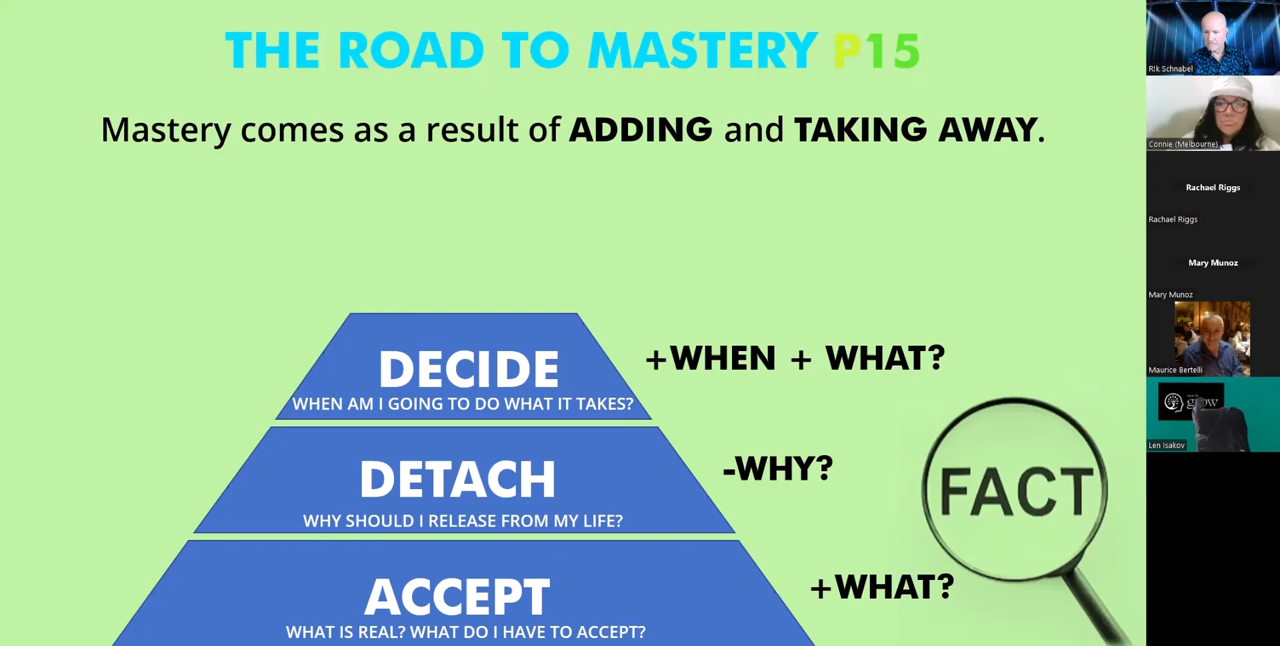 THE ROAD TO MASTERY P15
Mastery comes as a result of ADDING and TAKING AWAY.
DECIDE
WHEN AM I GOING TO DO WHAT IT TAKES?
+WHEN + WHAT?
DETACH
WHY SHOULD I RELEASE FROM MY LIFE?
-WHY?
ACCEPT
WHAT IS REAL? WHAT DO I HAVE TO ACCEPT?
+WHAT?
FACT
Rik Schnabel
Connie (Melbourne)
Rachael Riggs
Rachael Riggs
Mary Munoz
Mary Munoz
Maurice Bertelli
grow
Len Isakov